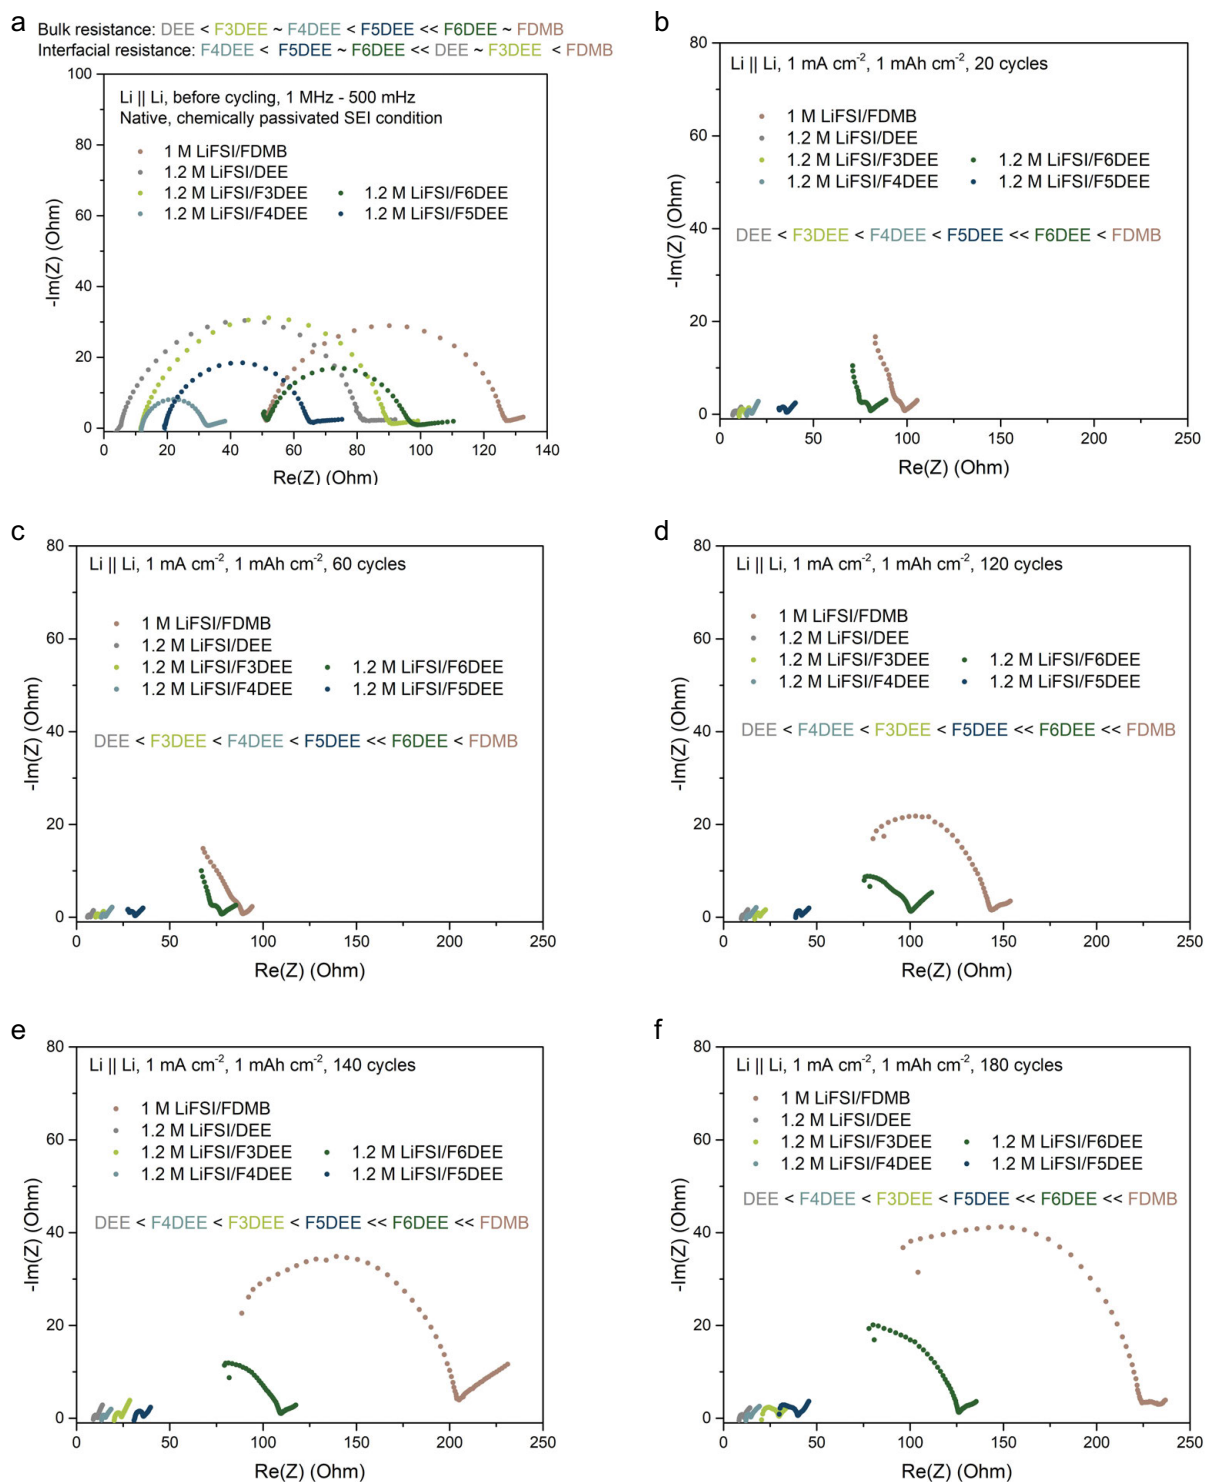 a
Bulk resistance: DEE < F3DEE ~ F4DEE < F5DEE << F6DEE ~ FDMB
Interfacial resistance: F4DEE < F5DEE ~ F6DEE << DEE ~ F3DEE < FDMB
Li || Li, before cycling, 1 MHz - 500 mHz
Native, chemically passivated SEI condition
1 M LiFSI/FDMB
1.2 M LiFSI/DEE
1.2 M LiFSI/F3DEE
1.2 M LiFSI/F6DEE
1.2 M LiFSI/F4DEE
1.2 M LiFSI/F5DEE
-Im(Z) (Ohm)
100
80
60
40
20
0
0 20 40 60 80 100 120 140
Re(Z) (Ohm)
b
Li || Li, 1 mA cm⁻², 1 mAh cm⁻², 20 cycles
1 M LiFSI/FDMB
1.2 M LiFSI/DEE
1.2 M LiFSI/F3DEE
1.2 M LiFSI/F6DEE
1.2 M LiFSI/F4DEE
1.2 M LiFSI/F5DEE
DEE < F3DEE < F4DEE < F5DEE << F6DEE < FDMB
-Im(Z) (Ohm)
80
60
40
20
0
0 50 100 150 200 250
Re(Z) (Ohm)
c
Li || Li, 1 mA cm⁻², 1 mAh cm⁻², 60 cycles
1 M LiFSI/FDMB
1.2 M LiFSI/DEE
1.2 M LiFSI/F3DEE
1.2 M LiFSI/F6DEE
1.2 M LiFSI/F4DEE
1.2 M LiFSI/F5DEE
DEE < F3DEE < F4DEE < F5DEE << F6DEE < FDMB
-Im(Z) (Ohm)
80
60
40
20
0
0 50 100 150 200 250
Re(Z) (Ohm)
d
Li || Li, 1 mA cm⁻², 1 mAh cm⁻², 120 cycles
1 M LiFSI/FDMB
1.2 M LiFSI/DEE
1.2 M LiFSI/F3DEE
1.2 M LiFSI/F6DEE
1.2 M LiFSI/F4DEE
1.2 M LiFSI/F5DEE
DEE < F4DEE < F3DEE < F5DEE << F6DEE << FDMB
-Im(Z) (Ohm)
80
60
40
20
0
0 50 100 150 200 250
Re(Z) (Ohm)
e
Li || Li, 1 mA cm⁻², 1 mAh cm⁻², 140 cycles
1 M LiFSI/FDMB
1.2 M LiFSI/DEE
1.2 M LiFSI/F3DEE
1.2 M LiFSI/F6DEE
1.2 M LiFSI/F4DEE
1.2 M LiFSI/F5DEE
DEE < F4DEE < F3DEE < F5DEE << F6DEE << FDMB
-Im(Z) (Ohm)
80
60
40
20
0
0 50 100 150 200 250
Re(Z) (Ohm)
f
Li || Li, 1 mA cm⁻², 1 mAh cm⁻², 180 cycles
1 M LiFSI/FDMB
1.2 M LiFSI/DEE
1.2 M LiFSI/F3DEE
1.2 M LiFSI/F6DEE
1.2 M LiFSI/F4DEE
1.2 M LiFSI/F5DEE
DEE < F4DEE < F3DEE < F5DEE << F6DEE << FDMB
-Im(Z) (Ohm)
80
60
40
20
0
0 50 100 150 200 250
Re(Z) (Ohm)